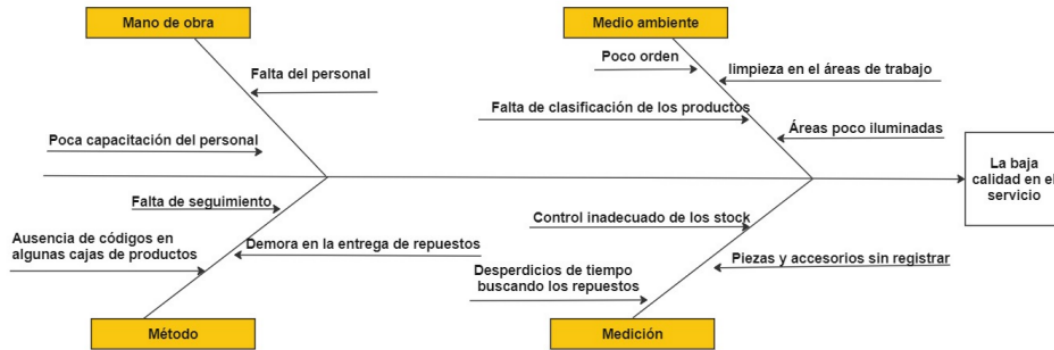 Mano de obra
Medio ambiente
Falta del personal
Poco orden
limpieza en el áreas de trabajo
Falta de clasificación de los productos
Poca capacitación del personal
Áreas poco iluminadas
La baja
calidad en el
servicio
Falta de seguimiento
Control inadecuado de los stock
Ausencia de códigos en
algunas cajas de productos
Demora en la entrega de repuestos
Piezas y accesorios sin registrar
Desperdicios de tiempo
buscando los repuestos
Método
Medición